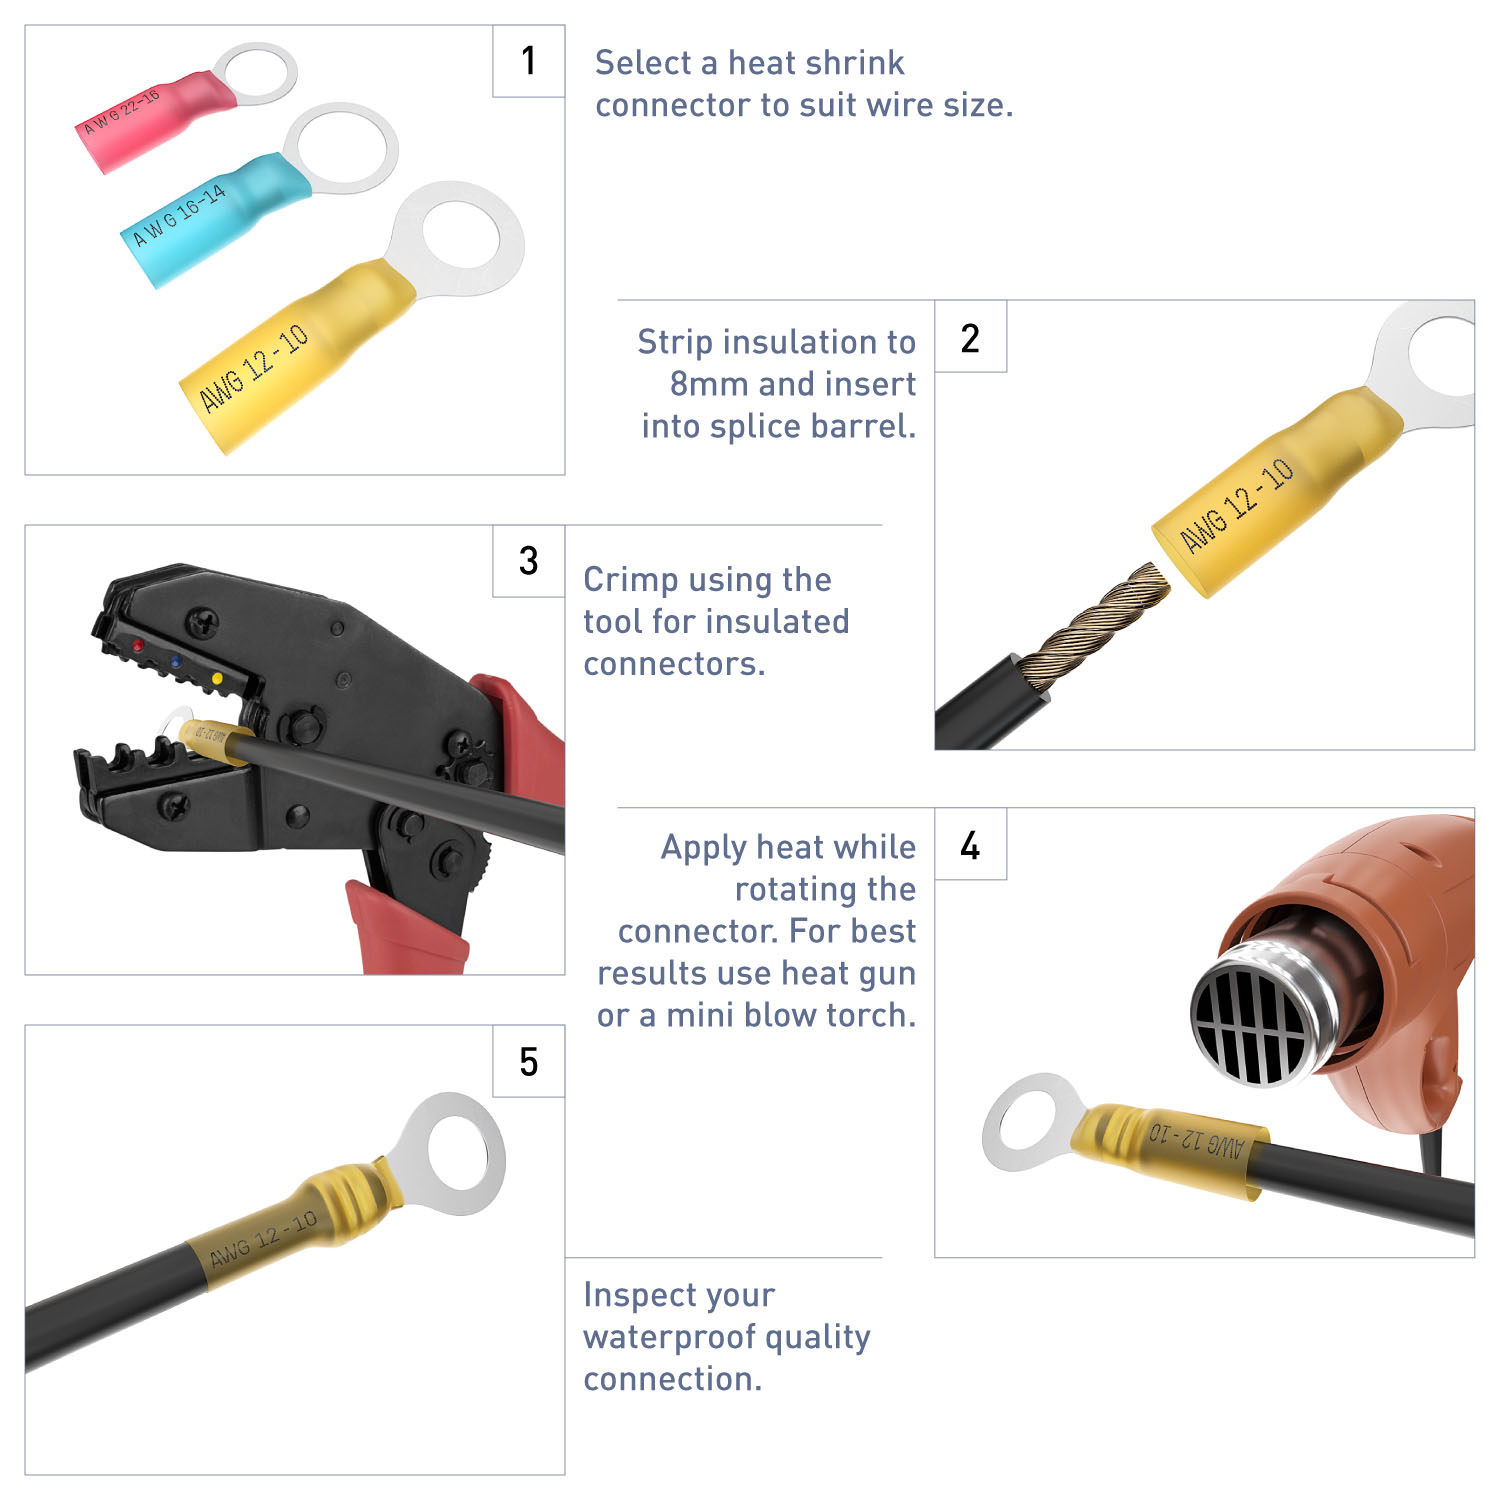 1
Select a heat shrink
connector to suit wire size.
AWG 22-16
AWG 16-14
AWG 12-10
2
Strip insulation to
8mm and insert
into splice barrel.
AWG 12-10
3
Crimp using the
tool for insulated
connectors.
AWG 12-10
4
Apply heat while
rotating the
connector. For best
results use heat gun
or a mini blow torch.
AWG 12-10
5
AWG 12-10
Inspect your
waterproof quality
connection.